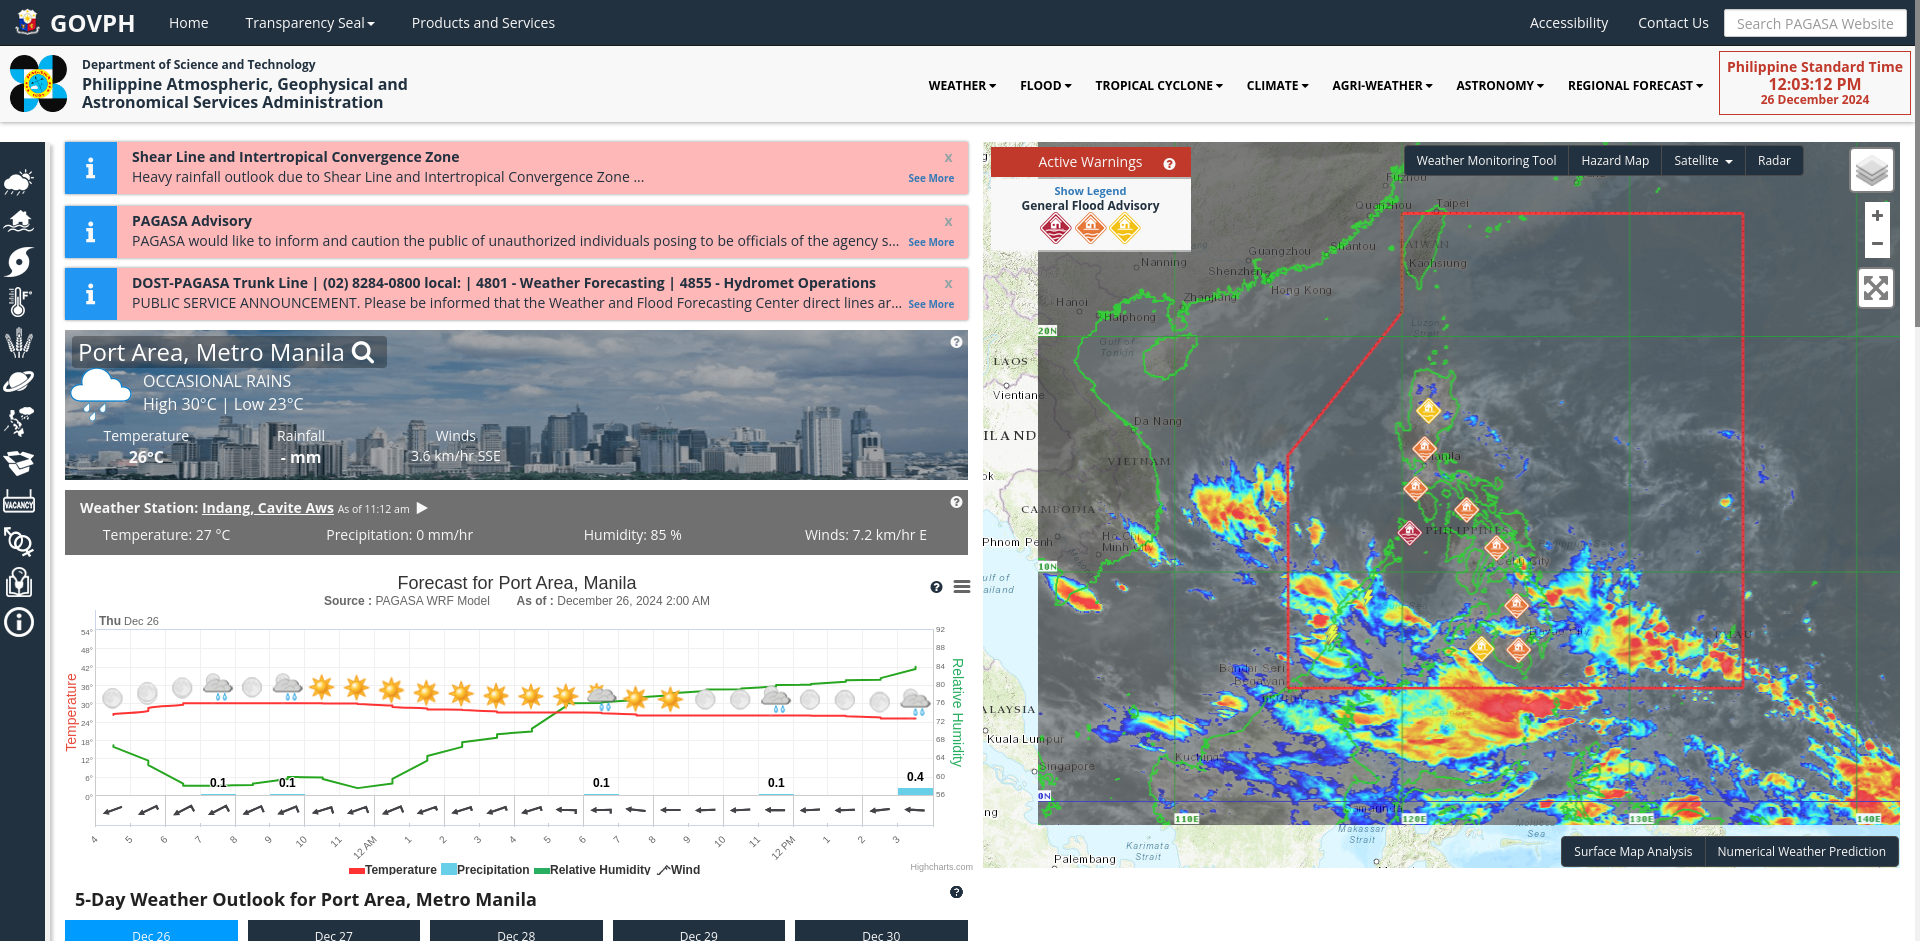 GOVPH
Home
Transparency Seal
Products and Services
Accessibility
Contact Us
Search PAGASA Website
Department of Science and Technology
Philippine Atmospheric, Geophysical and
Astronomical Services Administration
WEATHER
FLOOD
TROPICAL CYCLONE
CLIMATE
AGRI-WEATHER
ASTRONOMY
REGIONAL FORECAST
Philippine Standard Time
12:03:12 PM
26 December 2024
Shear Line and Intertropical Convergence Zone
x
Heavy rainfall outlook due to Shear Line and Intertropical Convergence Zone ...
See More
PAGASA Advisory
x
PAGASA would like to inform and caution the public of unauthorized individuals posing to be officials of the agency s...
See More
DOST-PAGASA Trunk Line | (02) 8284-0800 local: | 4801 - Weather Forecasting | 4855 - Hydromet Operations
x
PUBLIC SERVICE ANNOUNCEMENT. Please be informed that the Weather and Flood Forecasting Center direct lines ar...
See More
Port Area, Metro Manila
OCCASIONAL RAINS
High 30°C | Low 23°C
Temperature
Rainfall
Winds
26°C
- mm
3.6 km/hr SSE
Weather Station: Indang, Cavite Aws As of 11:12 am
Temperature: 27 °C
Precipitation: 0 mm/hr
Humidity: 85 %
Winds: 7.2 km/hr E
VACANCY
Forecast for Port Area, Manila
Source : PAGASA WRF Model
As of : December 26, 2024 2:00 AM
Thu Dec 26
Temperature
54°
48°
42°
36°
30°
24°
18°
12°
6°
0°
92
88
84
80
76
72
68
64
60
56
Relative Humidity
0.1
0.1
0.1
0.1
0.4
4
5
6
7
8
9
10
11
12 AM
1
2
3
4
5
6
7
8
9
10
11
12 PM
1
2
3
Temperature
Precipitation
Relative Humidity
Wind
Highcharts.com
5-Day Weather Outlook for Port Area, Metro Manila
Dec 26
Dec 27
Dec 28
Dec 29
Dec 30
Active Warnings
Show Legend
General Flood Advisory
Weather Monitoring Tool
Hazard Map
Satellite
Radar
+
−
Fuzhou
Quanzhou
Taipei
TAIWAN
Kaohsiung
Shantou
Guangzhou
Shenzhen
Hong Kong
Nanning
Zhanjiang
Hanoi
Haiphong
Gulf of
Tonkin
Luzon
Strait
20N
LAOS
Vientiane
Da Nang
VIETNAM
CAMBODIA
Phnom Penh
Ho Chi
Minh City
10N
Manila
PHILIPPINES
Cebu City
PALAU
Bandar Seri
Begawan
Kuala Lumpur
Kuching
Singapore
0N
110E
120E
130E
140E
Samarinda
Makassar
Strait
Molucca
Sea
Karimata
Strait
Palembang
Surface Map Analysis
Numerical Weather Prediction